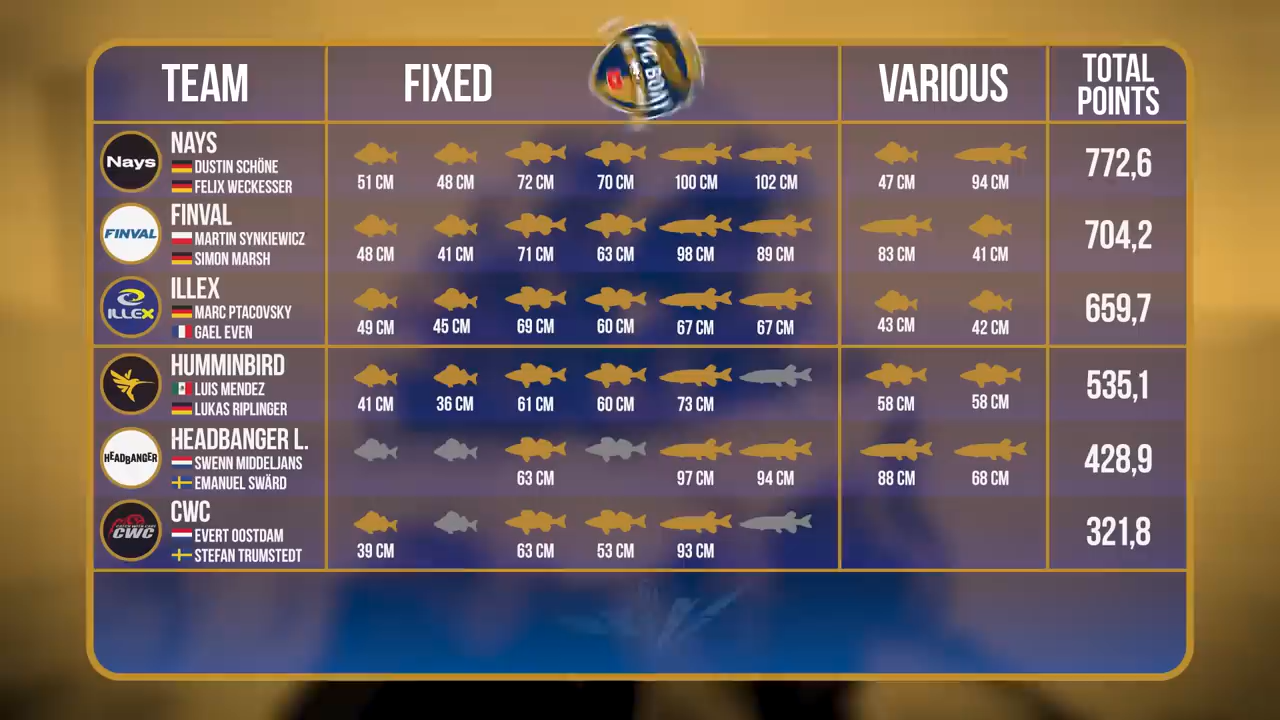 TEAM FIXED VARIOUS TOTAL POINTS
Nays NAYS
DUSTIN SCHÖNE
FELIX WECKESSER
51 CM 48 CM 72 CM 70 CM 100 CM 102 CM 47 CM 94 CM 772,6
FINVAL FINVAL
MARTIN SYNKIEWICZ
SIMON MARSH
48 CM 41 CM 71 CM 63 CM 98 CM 89 CM 83 CM 41 CM 704,2
ILLEX ILLEX
MARC PTACOVSKY
GAEL EVEN
49 CM 45 CM 69 CM 60 CM 67 CM 67 CM 43 CM 42 CM 659,7
HUMMINBIRD
LUIS MENDEZ
LUKAS RIPLINGER
41 CM 36 CM 61 CM 60 CM 73 CM 58 CM 58 CM 535,1
HEADBANGER HEADBANGER L.
SWENN MIDDELJANS
EMANUEL SWÄRD
63 CM 97 CM 94 CM 88 CM 68 CM 428,9
CWC CWC
EVERT OOSTDAM
STEFAN TRUMSTEDT
39 CM 63 CM 53 CM 93 CM 321,8